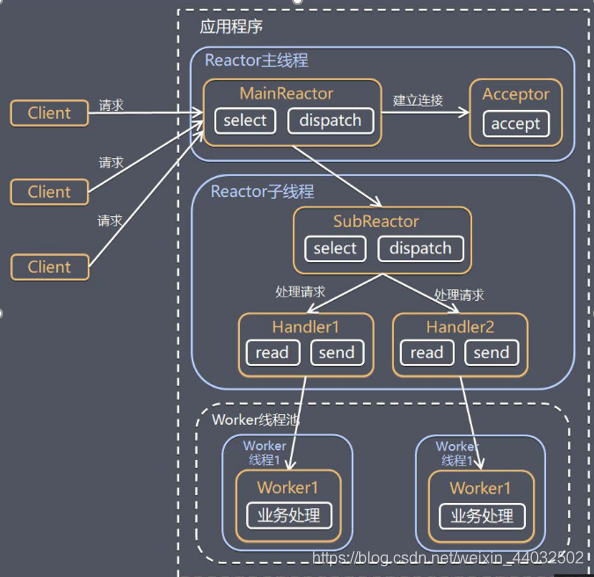 应用程序
Reactor主线程
MainReactor
select
dispatch
建立连接
Acceptor
accept
Client
请求
Client
请求
Client
请求
Reactor子线程
SubReactor
select
dispatch
处理请求
处理请求
Handler1
read
send
Handler2
read
send
Worker线程池
Worker
线程1
Worker1
业务处理
Worker
线程1
Worker1
业务处理
https://blog.csdn.net/weixin_44032502